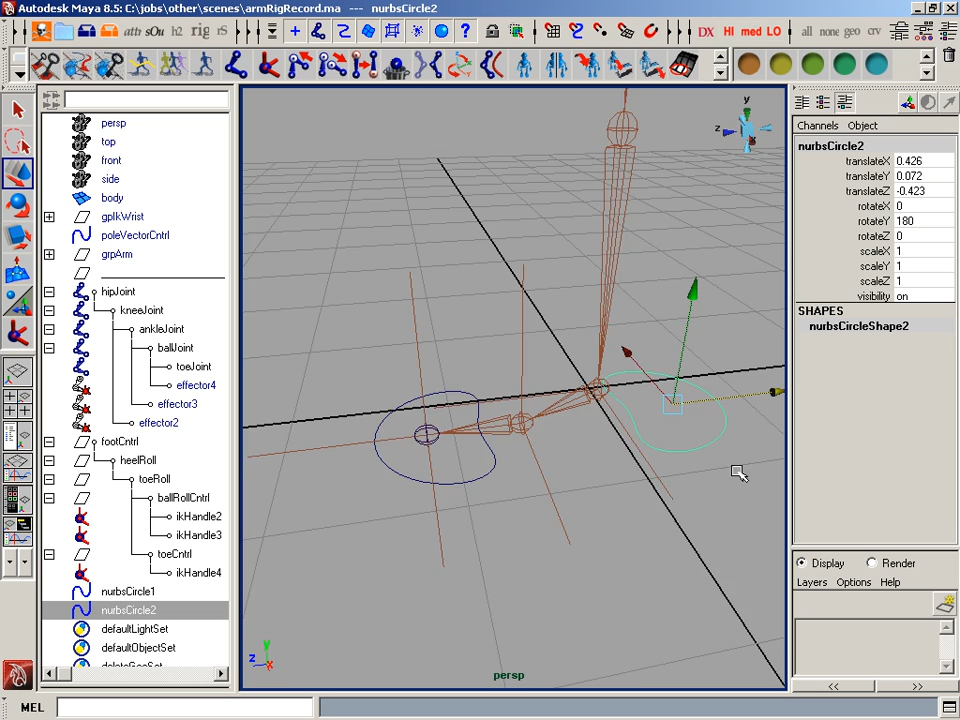 Autodesk Maya 8.5: C:\jobs\other\scenes\armRigRecord.ma --- nurbsCircle2
attr sOu h2 rig rS
DX HI med LO
all none geo crv
persp
top
front
side
body
gpIkWrist
poleVectorCntrl
grpArm
hipJoint
kneeJoint
ankleJoint
ballJoint
toeJoint
effector4
effector3
effector2
footCntrl
heelRoll
toeRoll
ballRollCntrl
ikHandle2
ikHandle3
toeCntrl
ikHandle4
nurbsCircle1
nurbsCircle2
defaultLightSet
defaultObjectSet
y
z
y
z
x
persp
Channels Object
nurbsCircle2
translateX 0.426
translateY 0.072
translateZ -0.423
rotateX 0
rotateY 180
rotateZ 0
scaleX 1
scaleY 1
scaleZ 1
visibility on
SHAPES
nurbsCircleShape2
Display Render
Layers Options Help
<< >>
MEL